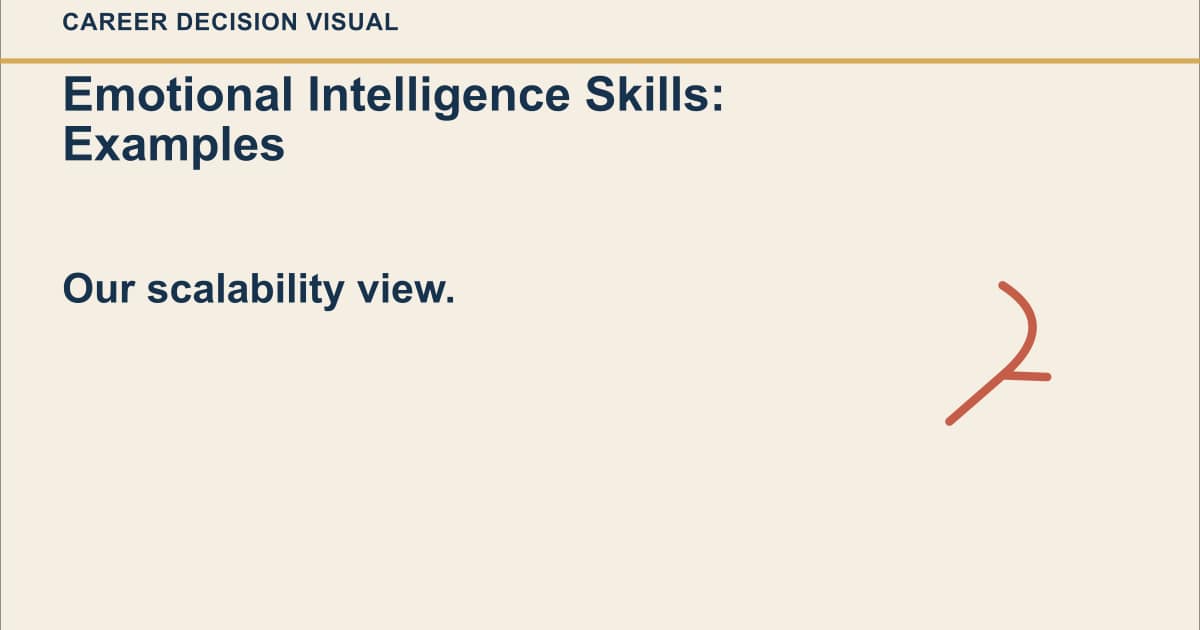 CAREER DECISION VISUAL
Emotional Intelligence Skills:
Examples
Our scalability view.